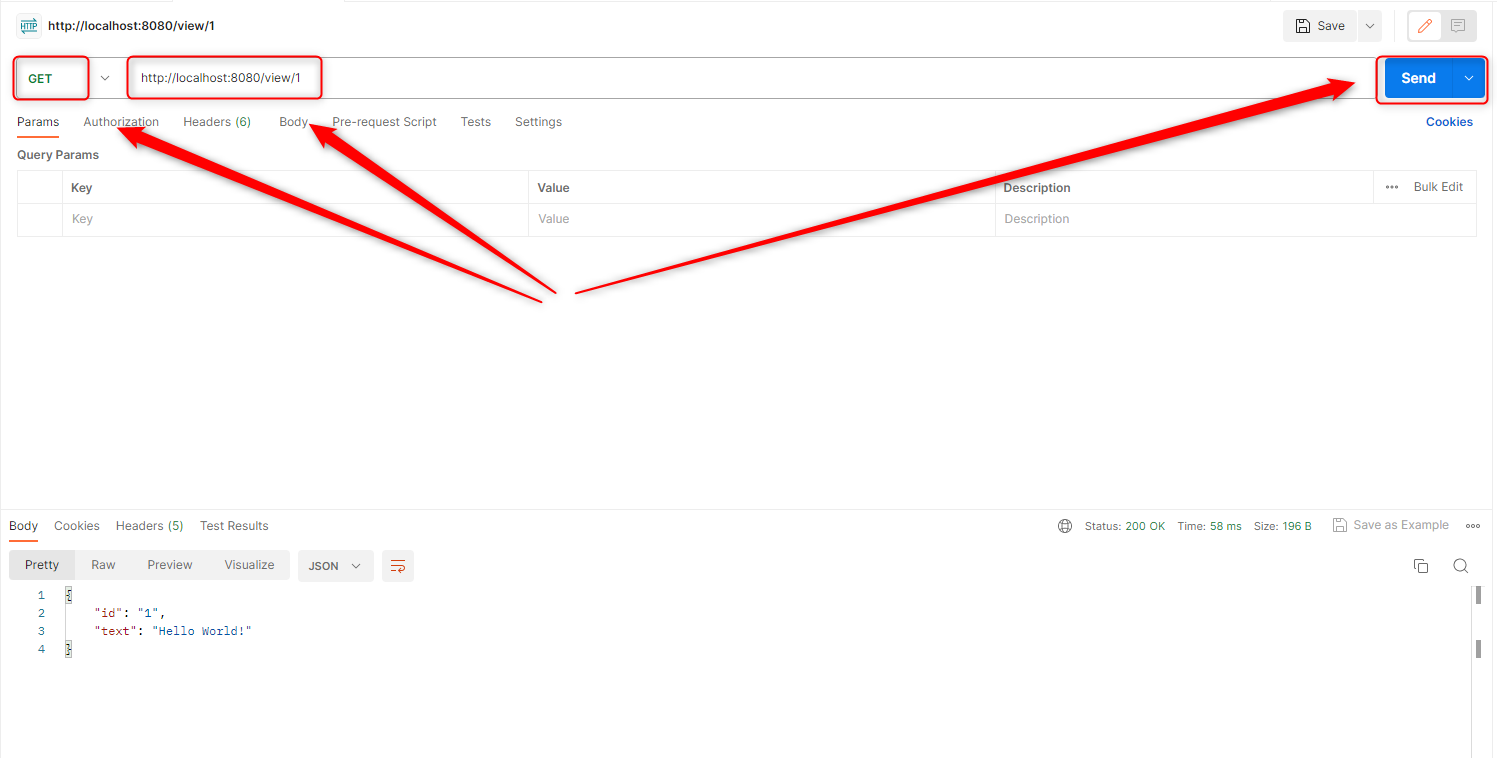 HTTP http://localhost:8080/view/1 Save
GET http://localhost:8080/view/1 Send
Params Authorization Headers (6) Body Pre-request Script Tests Settings Cookies
Query Params
Key Value Description Bulk Edit
Key Value Description
Body Cookies Headers (5) Test Results Status: 200 OK Time: 58 ms Size: 196 B Save as Example
Pretty Raw Preview Visualize JSON
1 {
2 "id": "1",
3 "text": "Hello World!"
4 }